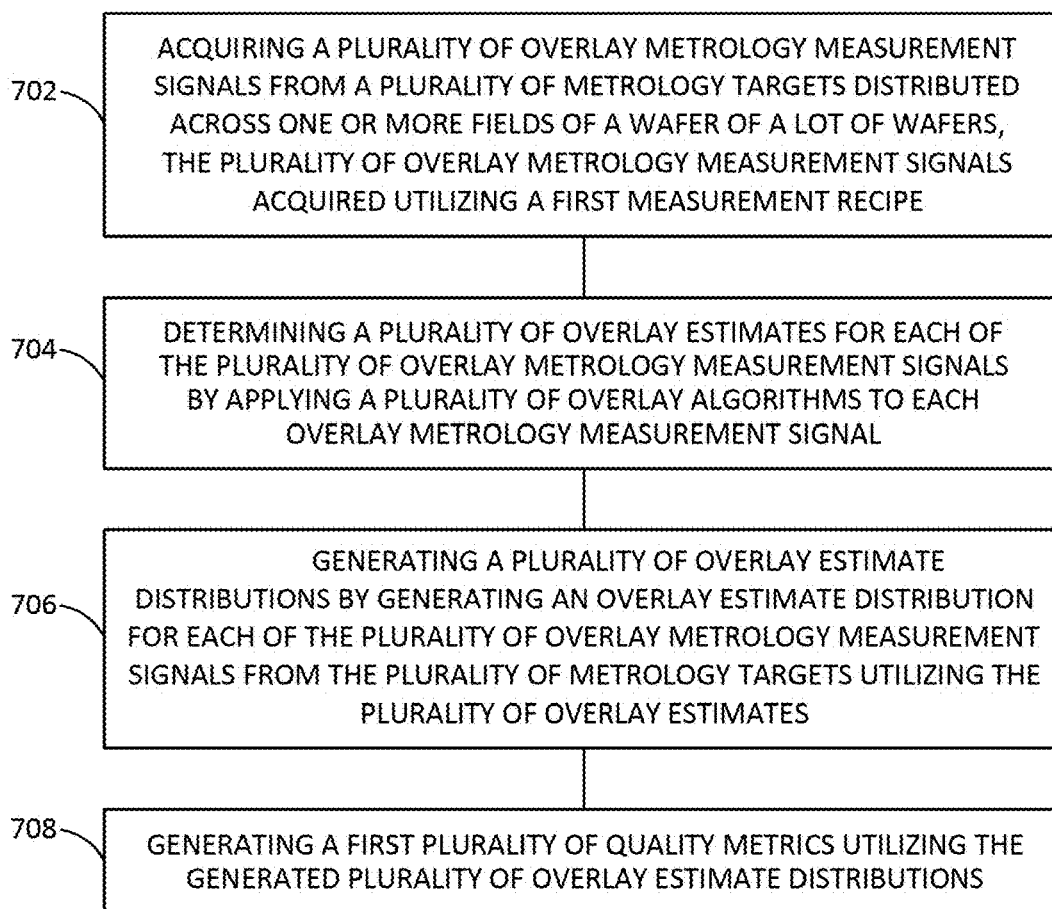 702
ACQUIRING A PLURALITY OF OVERLAY METROLOGY MEASUREMENT
SIGNALS FROM A PLURALITY OF METROLOGY TARGETS DISTRIBUTED
ACROSS ONE OR MORE FIELDS OF A WAFER OF A LOT OF WAFERS,
THE PLURALITY OF OVERLAY METROLOGY MEASUREMENT SIGNALS
ACQUIRED UTILIZING A FIRST MEASUREMENT RECIPE
704
DETERMINING A PLURALITY OF OVERLAY ESTIMATES FOR EACH OF
THE PLURALITY OF OVERLAY METROLOGY MEASUREMENT SIGNALS
BY APPLYING A PLURALITY OF OVERLAY ALGORITHMS TO EACH
OVERLAY METROLOGY MEASUREMENT SIGNAL
706
GENERATING A PLURALITY OF OVERLAY ESTIMATE
DISTRIBUTIONS BY GENERATING AN OVERLAY ESTIMATE DISTRIBUTION
FOR EACH OF THE PLURALITY OF OVERLAY METROLOGY MEASUREMENT
SIGNALS FROM THE PLURALITY OF METROLOGY TARGETS UTILIZING THE
PLURALITY OF OVERLAY ESTIMATES
708
GENERATING A FIRST PLURALITY OF QUALITY METRICS UTILIZING THE
GENERATED PLURALITY OF OVERLAY ESTIMATE DISTRIBUTIONS